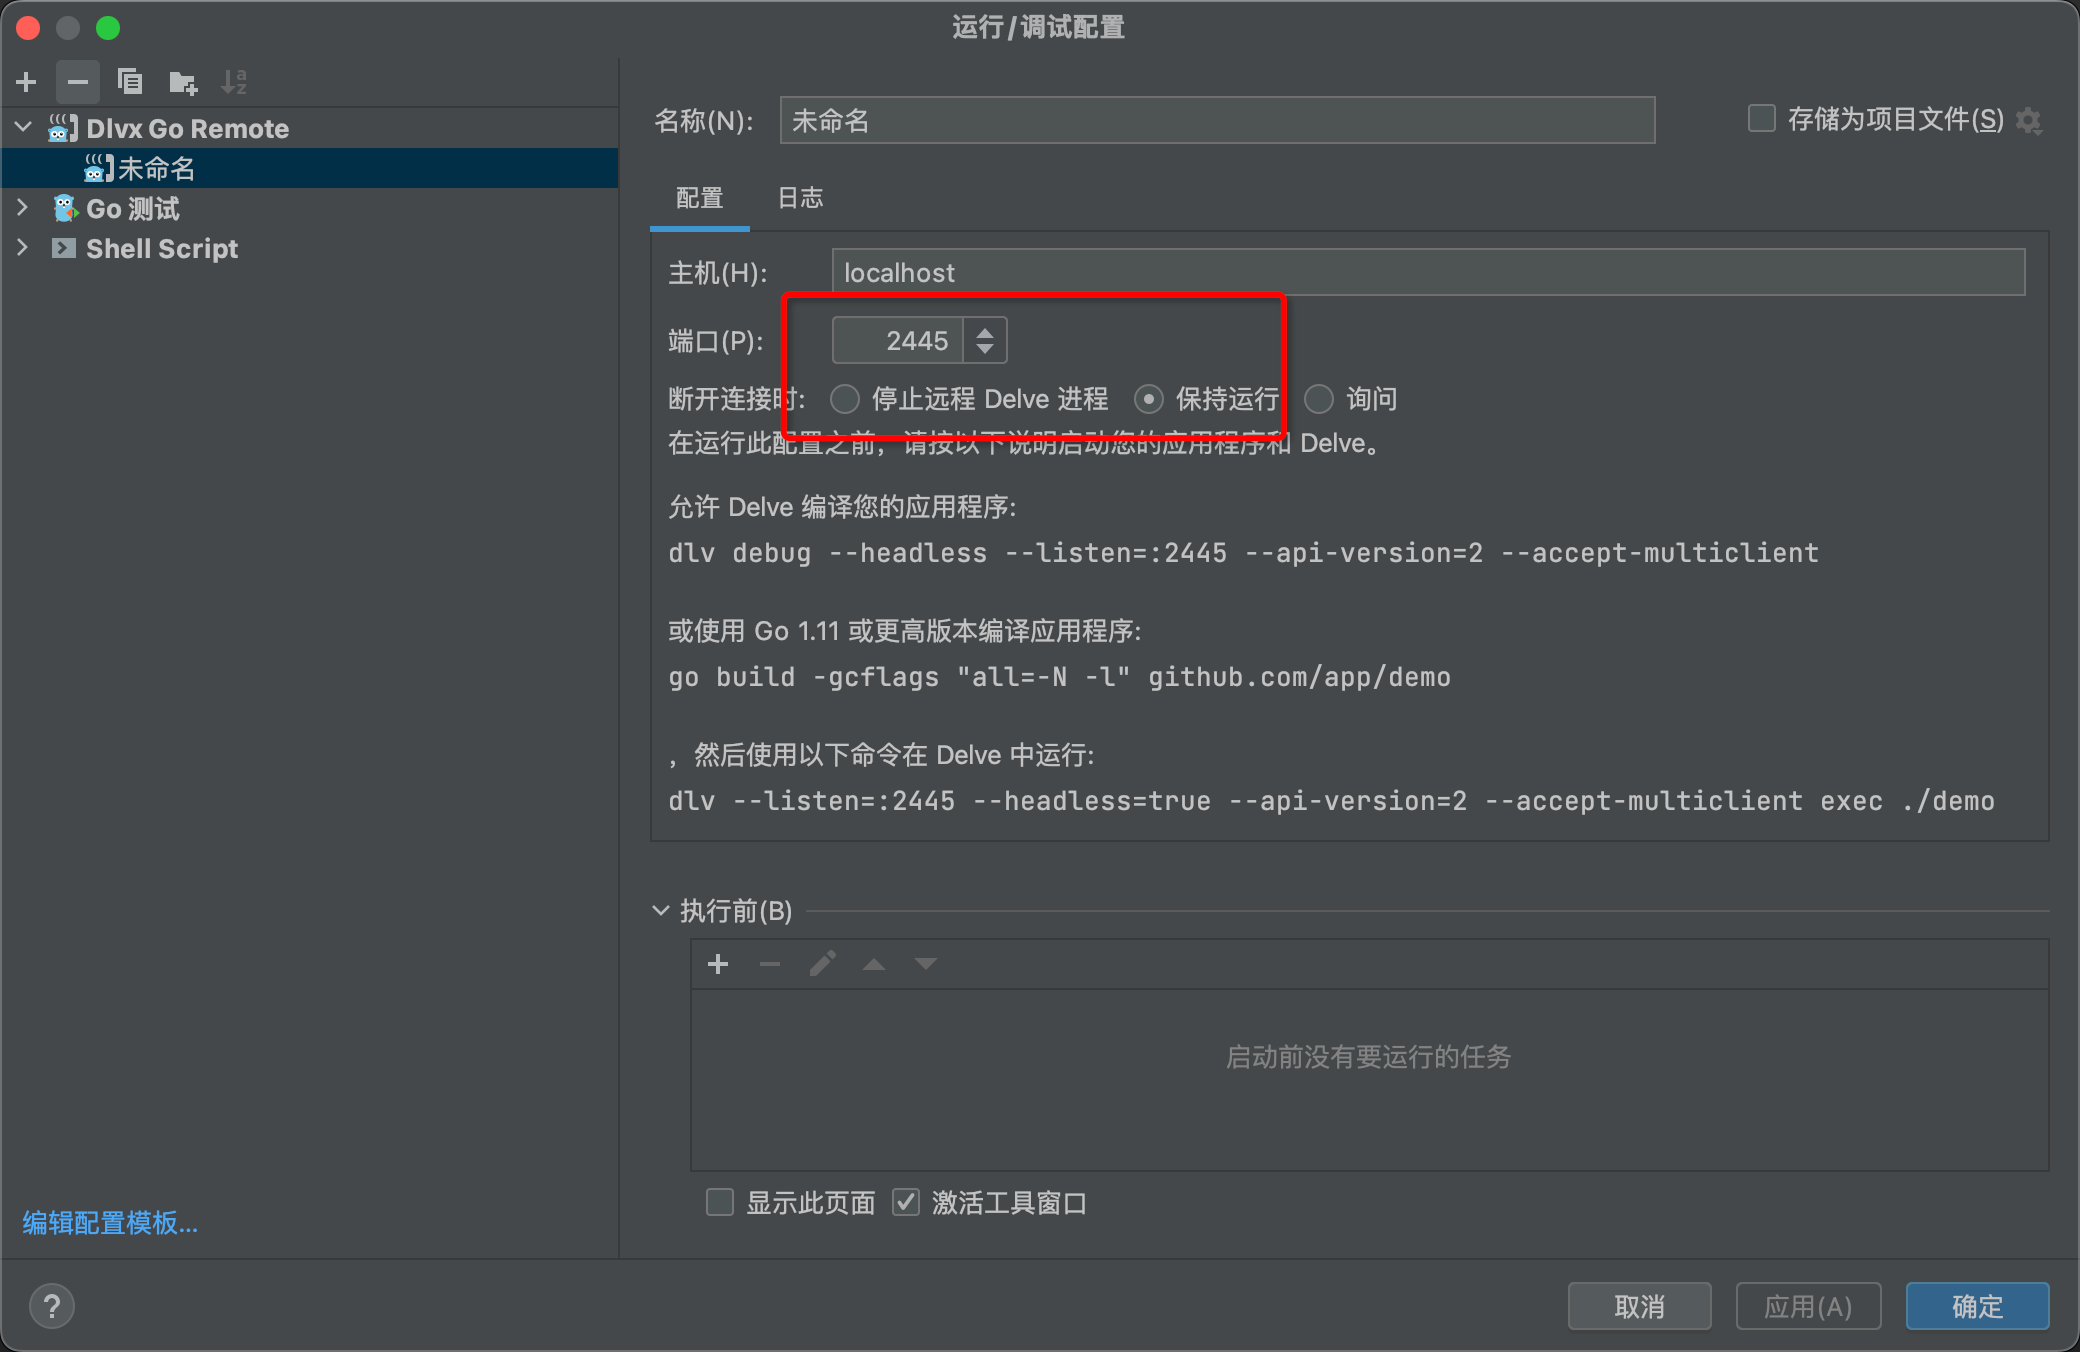 运行/调试配置
Dlvx Go Remote
未命名
Go 测试
Shell Script
编辑配置模板...
名称(N):
未命名
存储为项目文件(S)
配置
日志
主机(H):
localhost
端口(P):
2445
断开连接时: 停止远程 Delve 进程 保持运行 询问
在运行此配置之前，请按以下说明启动您的应用程序和 Delve。
允许 Delve 编译您的应用程序:
dlv debug --headless --listen=:2445 --api-version=2 --accept-multiclient
或使用 Go 1.11 或更高版本编译应用程序:
go build -gcflags "all=-N -l" github.com/app/demo
，然后使用以下命令在 Delve 中运行:
dlv --listen=:2445 --headless=true --api-version=2 --accept-multiclient exec ./demo
执行前(B)
启动前没有要运行的任务
显示此页面 激活工具窗口
?
取消
应用(A)
确定